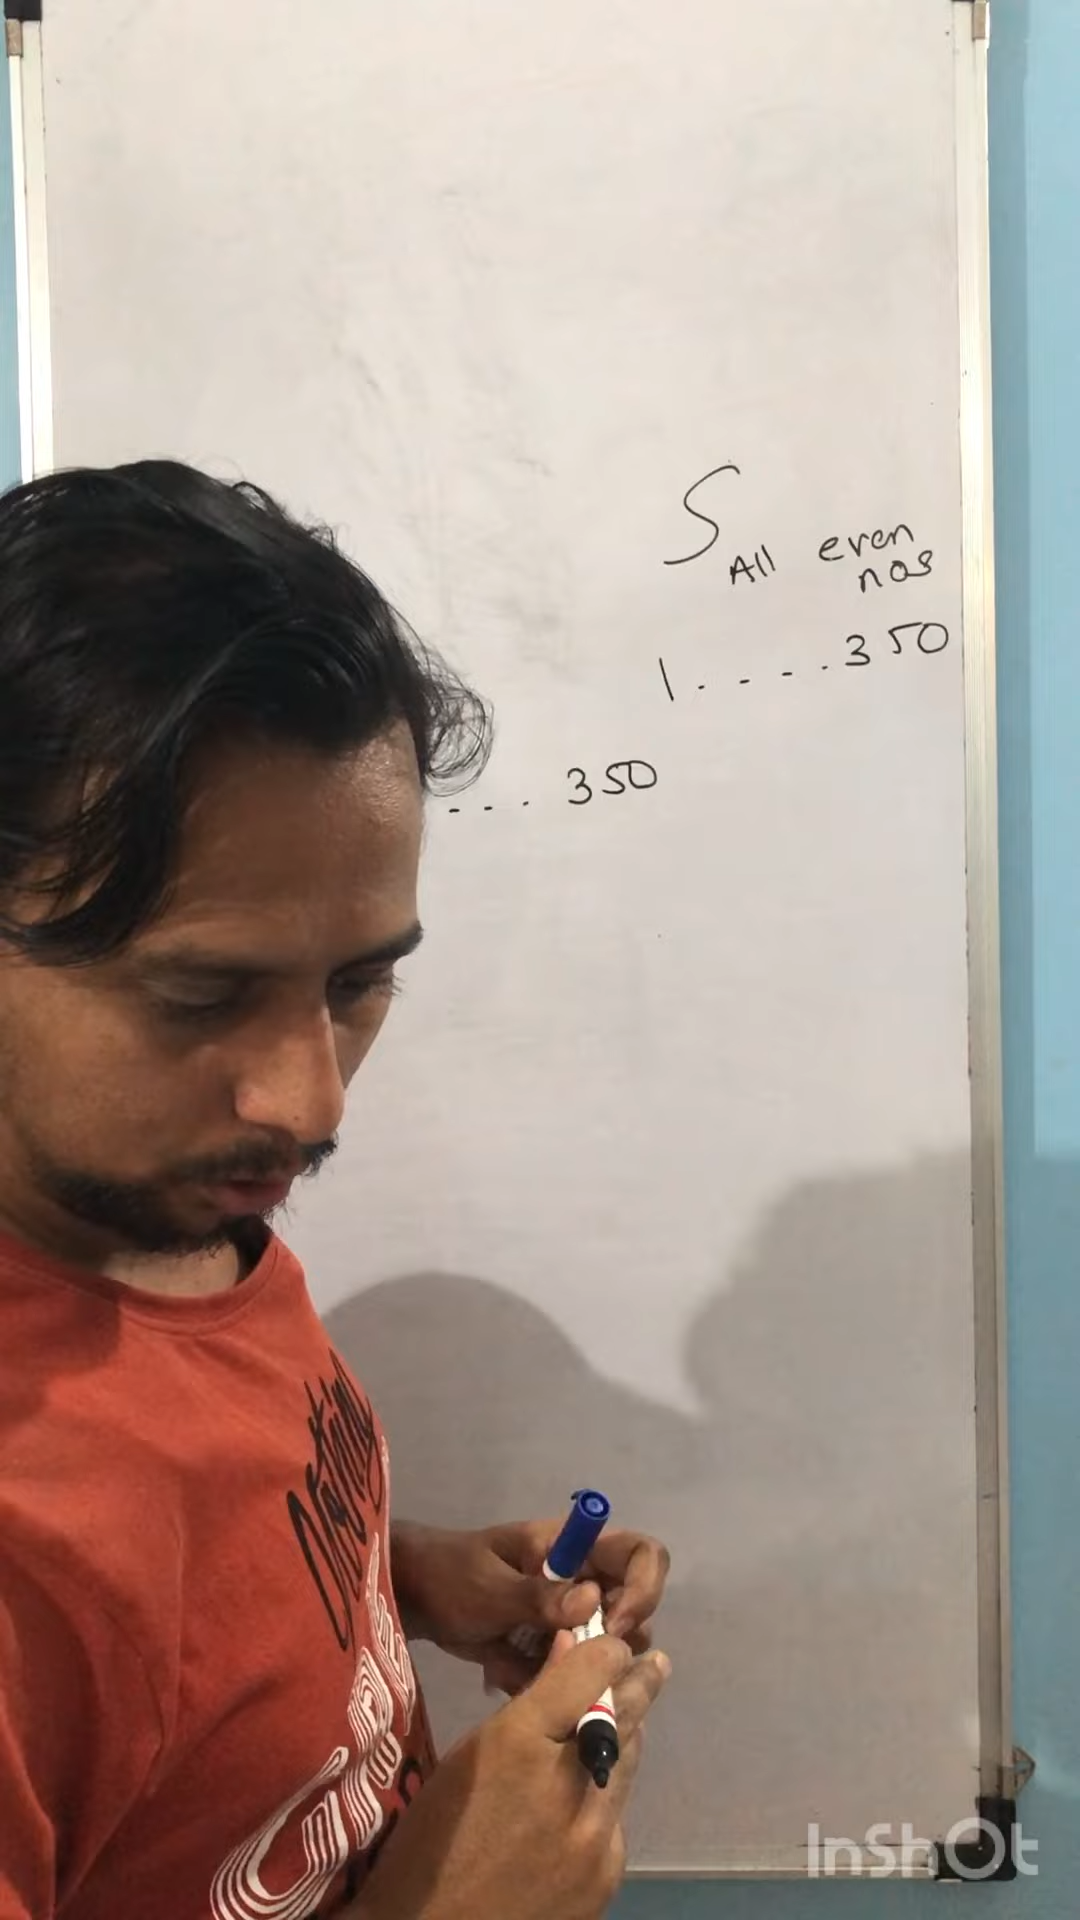 S All even
nos
1 . . . . . 350
. . . 350
InShOt